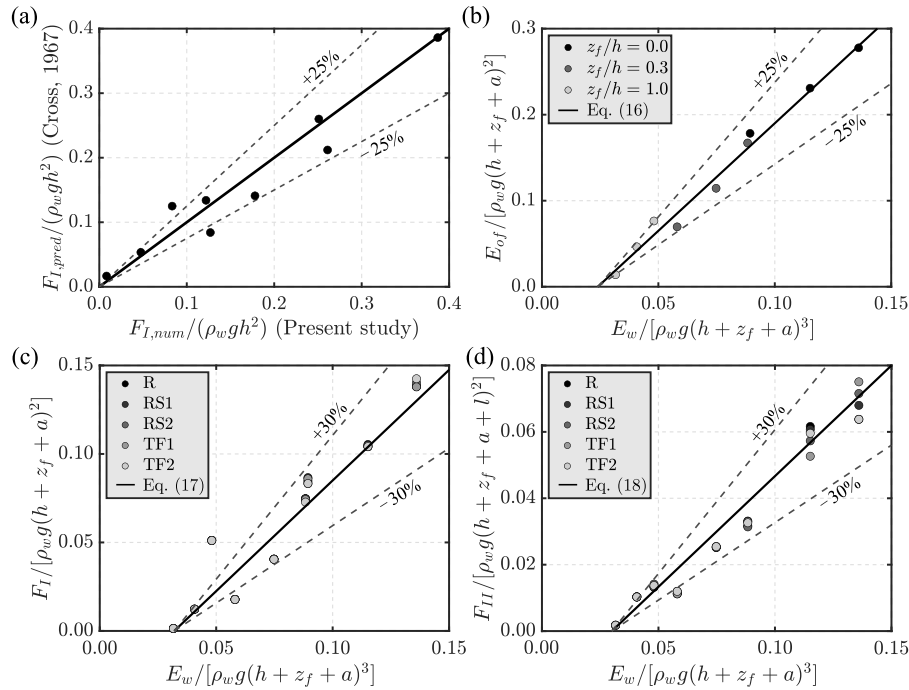 (a)
F_{I,pred}/(ρ_w g h²) (Cross, 1967)
0.4
0.3
0.2
0.1
0.0
+25%
−25%
0.0 0.1 0.2 0.3 0.4
F_{I,num}/(ρ_w g h²) (Present study)
(b)
E_{of}/[ρ_w g(h + z_f + a)²]
0.3
0.2
0.1
0.0
z_f/h = 0.0
z_f/h = 0.3
z_f/h = 1.0
Eq. (16)
+25%
−25%
0.00 0.05 0.10 0.15
E_w/[ρ_w g(h + z_f + a)³]
(c)
F_I/[ρ_w g(h + z_f + a)²]
0.15
0.10
0.05
0.00
R
RS1
RS2
TF1
TF2
Eq. (17)
+30%
−30%
0.00 0.05 0.10 0.15
E_w/[ρ_w g(h + z_f + a)³]
(d)
F_{II}/[ρ_w g(h + z_f + a + l)²]
0.08
0.06
0.04
0.02
0.00
R
RS1
RS2
TF1
TF2
Eq. (18)
+30%
−30%
0.00 0.05 0.10 0.15
E_w/[ρ_w g(h + z_f + a)³]